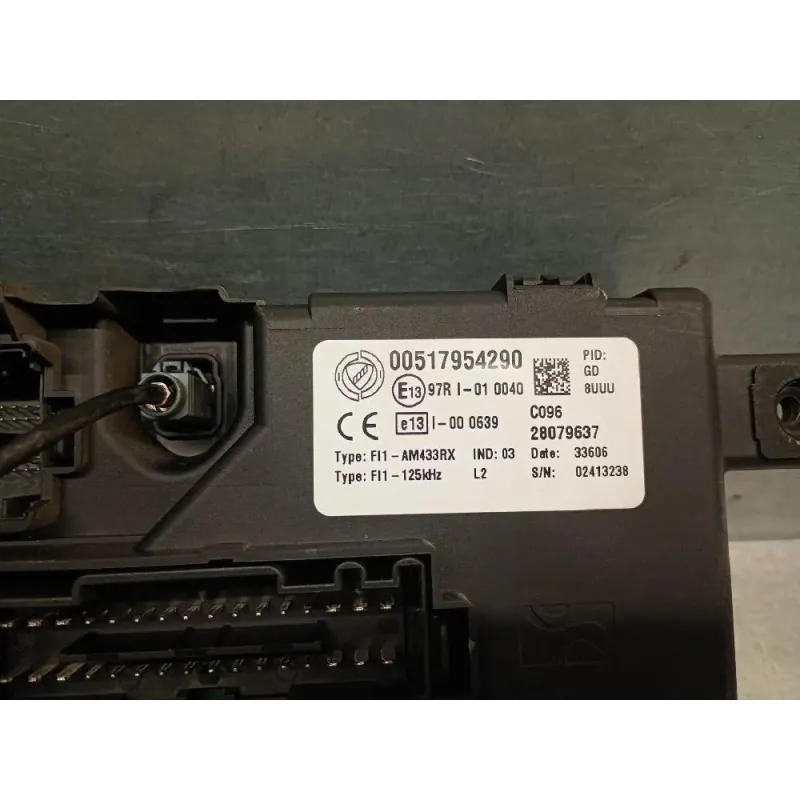 00517954290
PID:
GD
8UUU
E13 97R I-01 0040
C096
CE e13 I-00 0639
28079637
Type: FI1-AM433RX IND: 03 Date: 33606
Type: FI1-125kHz L2 S/N: 02413238